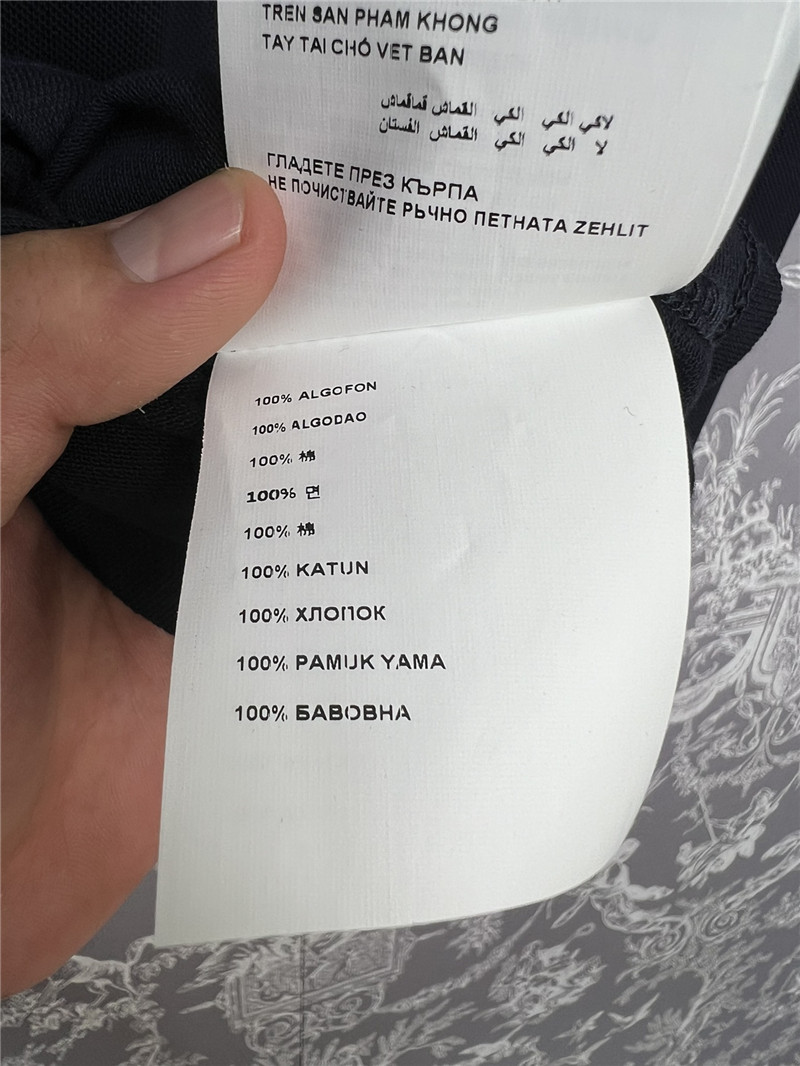 TREN SAN PHAM KHONG
TAY TAI CHÓ VET BAN
لاكي الكي الكي القماش قماقماش
لا الكي الكي القماش الفستان
ГЛАДЕТЕ ПРЕЗ КЪРПА
НЕ ПОЧИСТВАЙТЕ РЬЧНО ПЕТНАТА ZEHLIT
100% ALGOFON
100% ALGODAO
100% 棉
100% 면
100% 棉
100% KATUN
100% ХЛОПОК
100% PAMUK YAMA
100% БАВОВНА